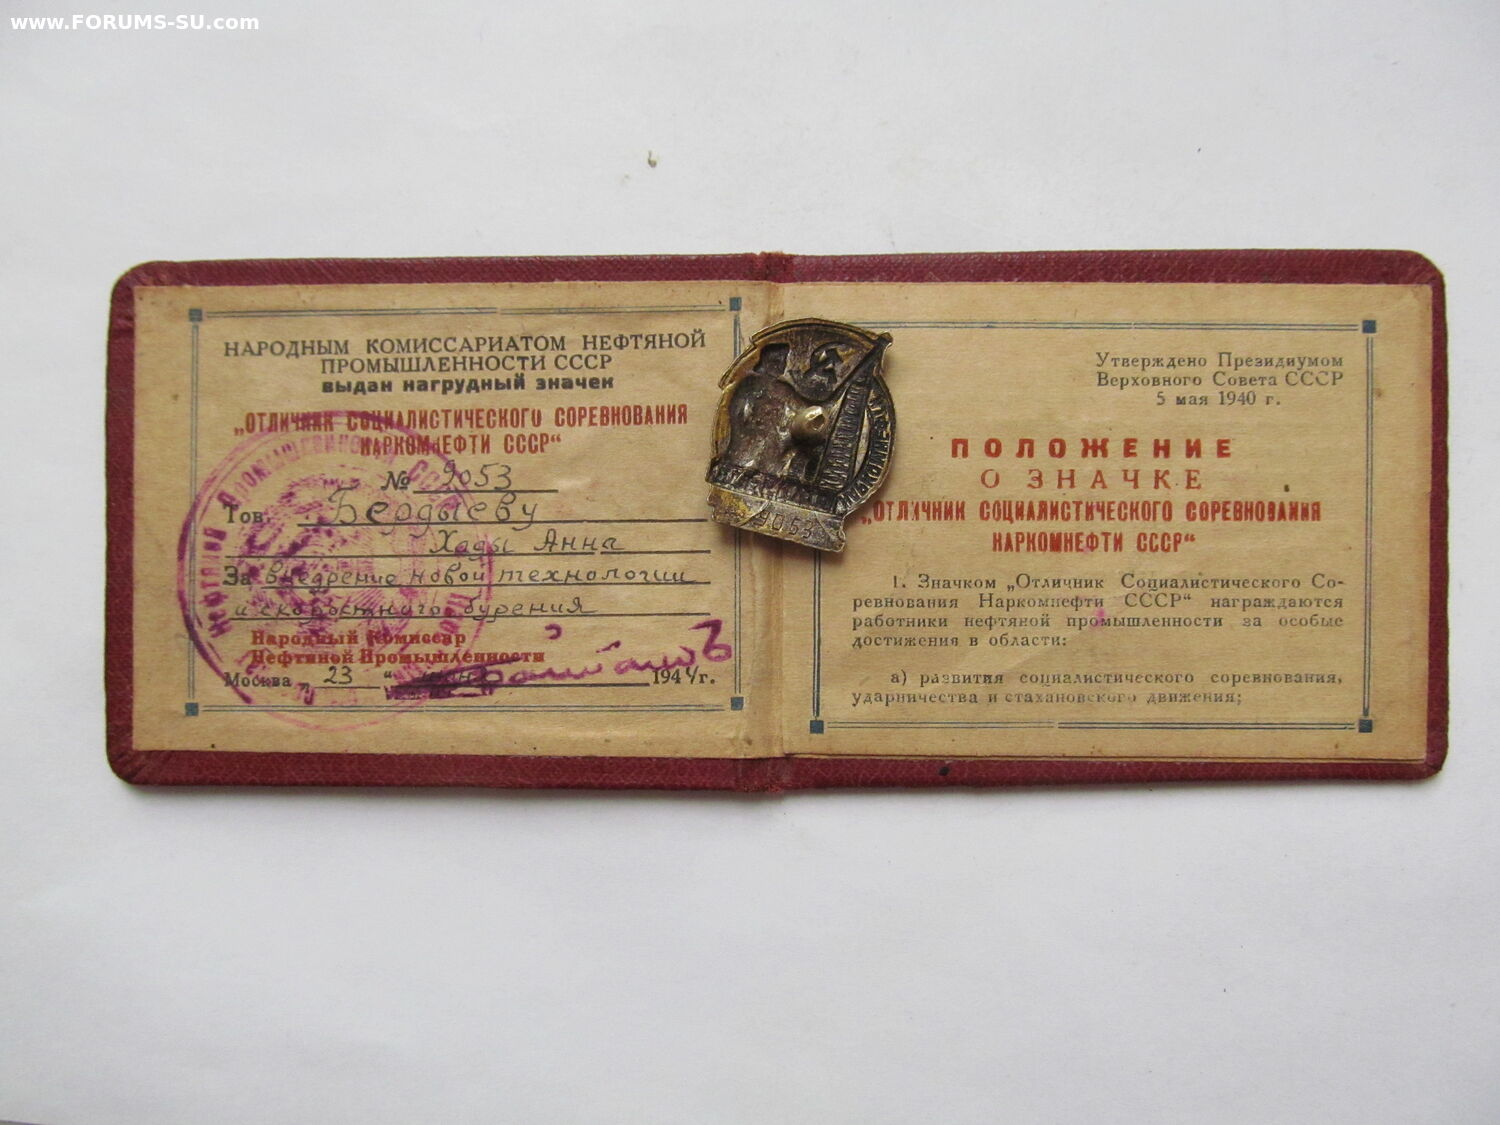 www.FORUMS-SU.com
НАРОДНЫМ КОМИССАРИАТОМ НЕФТЯНОЙ
ПРОМЫШЛЕННОСТИ СССР
выдан нагрудный значек
„ОТЛИЧНИК СОЦИАЛИСТИЧЕСКОГО СОРЕВНОВАНИЯ
НАРКОМНЕФТИ СССР“
№ 9053
Тов. Бердыеву
Хады Анна
За внедрение новой технологии
и скоростного бурения
Народный Комиссар
Нефтяной Промышленности
Москва „ 23 “ 1944г.
9053
Утверждено Президиумом
Верховного Совета СССР
5 мая 1940 г.
ПОЛОЖЕНИЕ
О ЗНАЧКЕ
„ОТЛИЧНИК СОЦИАЛИСТИЧЕСКОГО СОРЕВНОВАНИЯ
НАРКОМНЕФТИ СССР“
1. Значком „Отличник Социалистического Со-
ревнования Наркомнефти СССР“ награждаются
работники нефтяной промышленности за особые
достижения в области:
а) развития социалистического соревнования,
ударничества и стахановского движения;